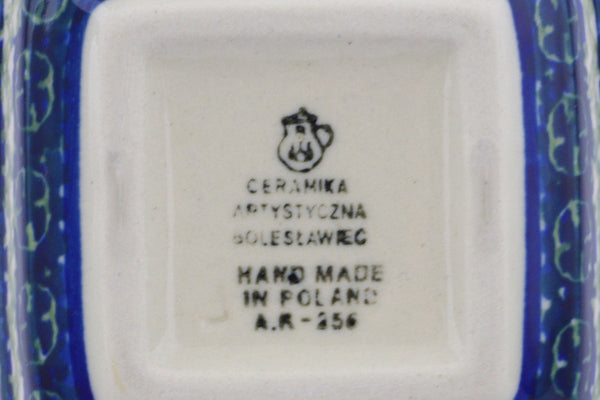 CERAMIKA
ARTYSTYCZNA
BOLESŁAWIEC
HAND MADE
IN POLAND
A.R-256